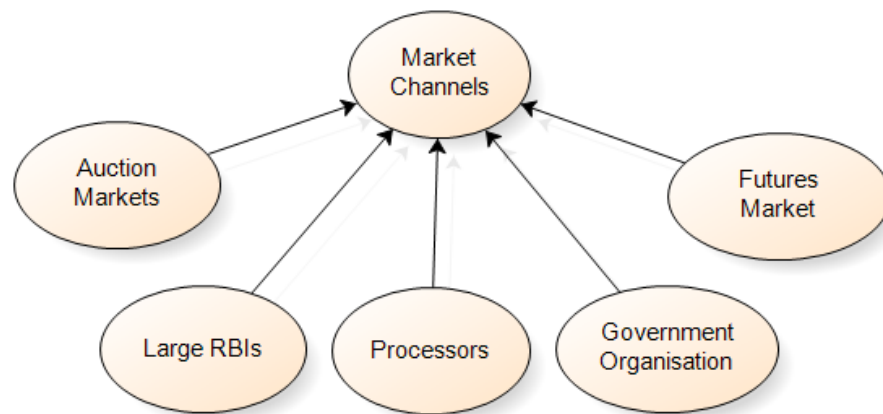 Market
Channels
Auction
Markets
Futures
Market
Large RBIs
Processors
Government
Organisation